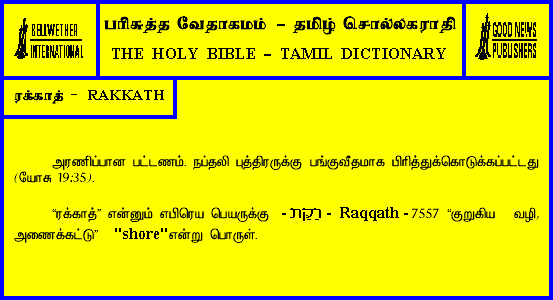 BELLWETHER
INTERNATIONAL
பரிசுத்த வேதாகமம் - தமிழ் சொல்லகராதி
THE HOLY BIBLE - TAMIL DICTIONARY
GOOD NEWS
PUBLISHERS
ரக்காத் - RAKKATH
அரணிப்பான பட்டணம். நப்தலி புத்திரருக்கு பங்குவீதமாக பிரித்துக்கொடுக்கப்பட்டது
(யோசு 19:35).
“ரக்காத்” என்னும் எபிரெய பெயருக்கு - רַקַּת - Raqqath - 7557 “குறுகிய வழி,
அணைக்கட்டு” "shore"என்று பொருள்.